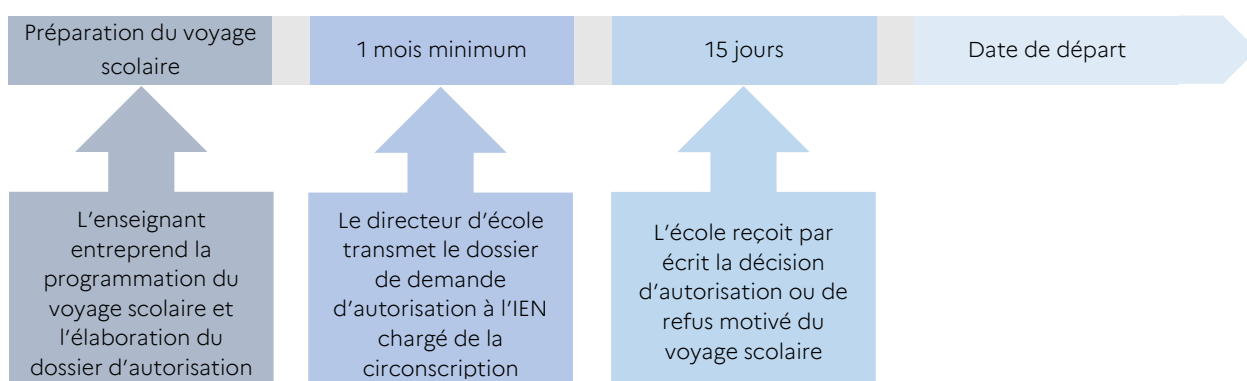 Préparation du voyage
scolaire
1 mois minimum
15 jours
Date de départ
L'enseignant
entreprend la
programmation du
voyage scolaire et
l'élaboration du
dossier d'autorisation
Le directeur d'école
transmet le dossier
de demande
d'autorisation à l'IEN
chargé de la
circonscription
L'école reçoit par
écrit la décision
d'autorisation ou de
refus motivé du
voyage scolaire